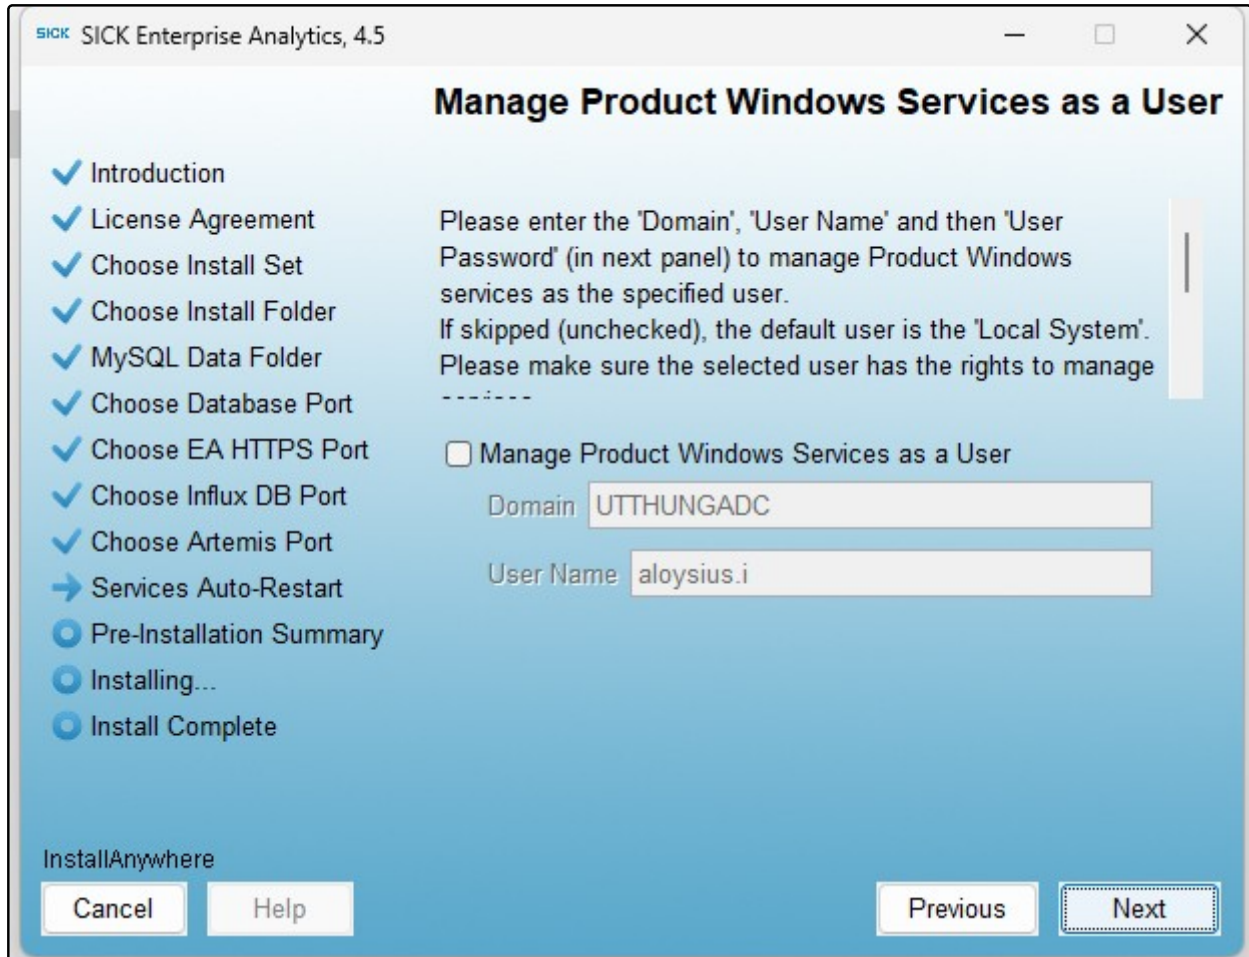 SICK SICK Enterprise Analytics, 4.5
Manage Product Windows Services as a User
Introduction
License Agreement
Choose Install Set
Choose Install Folder
MySQL Data Folder
Choose Database Port
Choose EA HTTPS Port
Choose Influx DB Port
Choose Artemis Port
Services Auto-Restart
Pre-Installation Summary
Installing...
Install Complete
Please enter the 'Domain', 'User Name' and then 'User
Password' (in next panel) to manage Product Windows
services as the specified user.
If skipped (unchecked), the default user is the 'Local System'.
Please make sure the selected user has the rights to manage
Manage Product Windows Services as a User
Domain UTTHUNGADC
User Name aloysius.i
InstallAnywhere
Cancel Help Previous Next